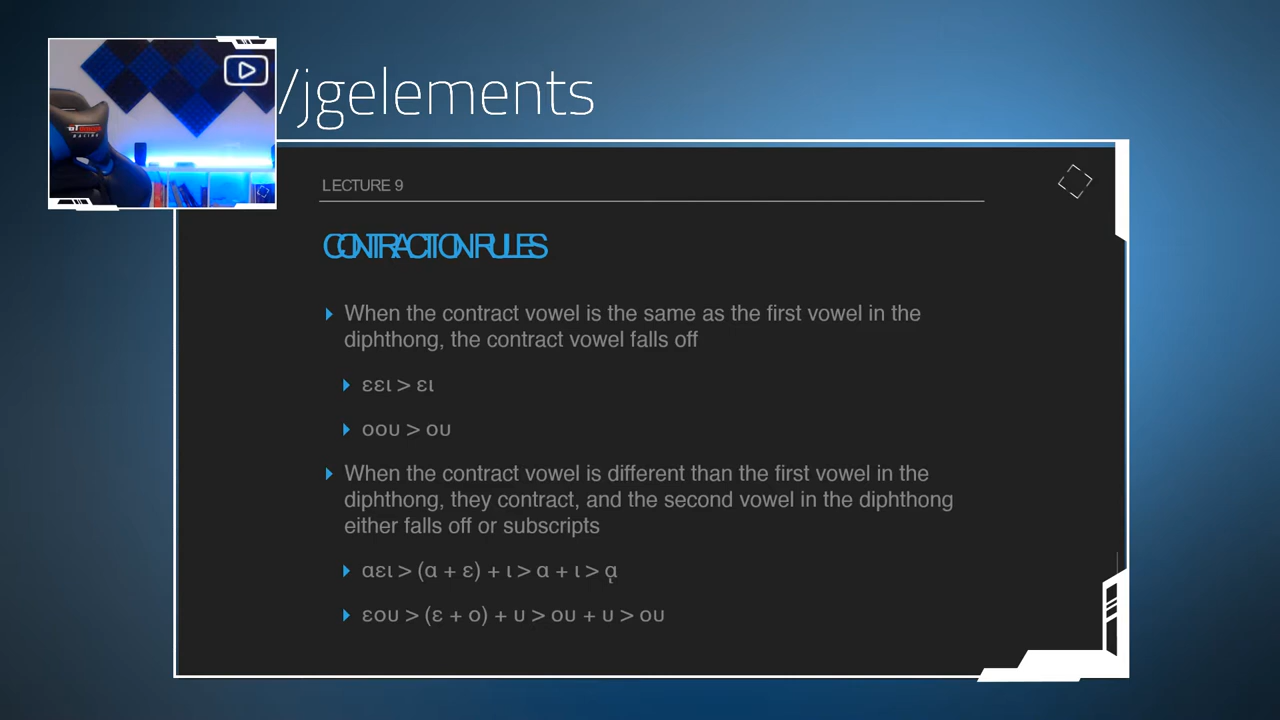 /jgelements
LECTURE 9
CONTRACTION RULES
When the contract vowel is the same as the first vowel in the
diphthong, the contract vowel falls off
εει > ει
οου > ου
When the contract vowel is different than the first vowel in the
diphthong, they contract, and the second vowel in the diphthong
either falls off or subscripts
αει > (α + ε) + ι > α + ι > ᾳ
εου > (ε + ο) + υ > ου + υ > ου